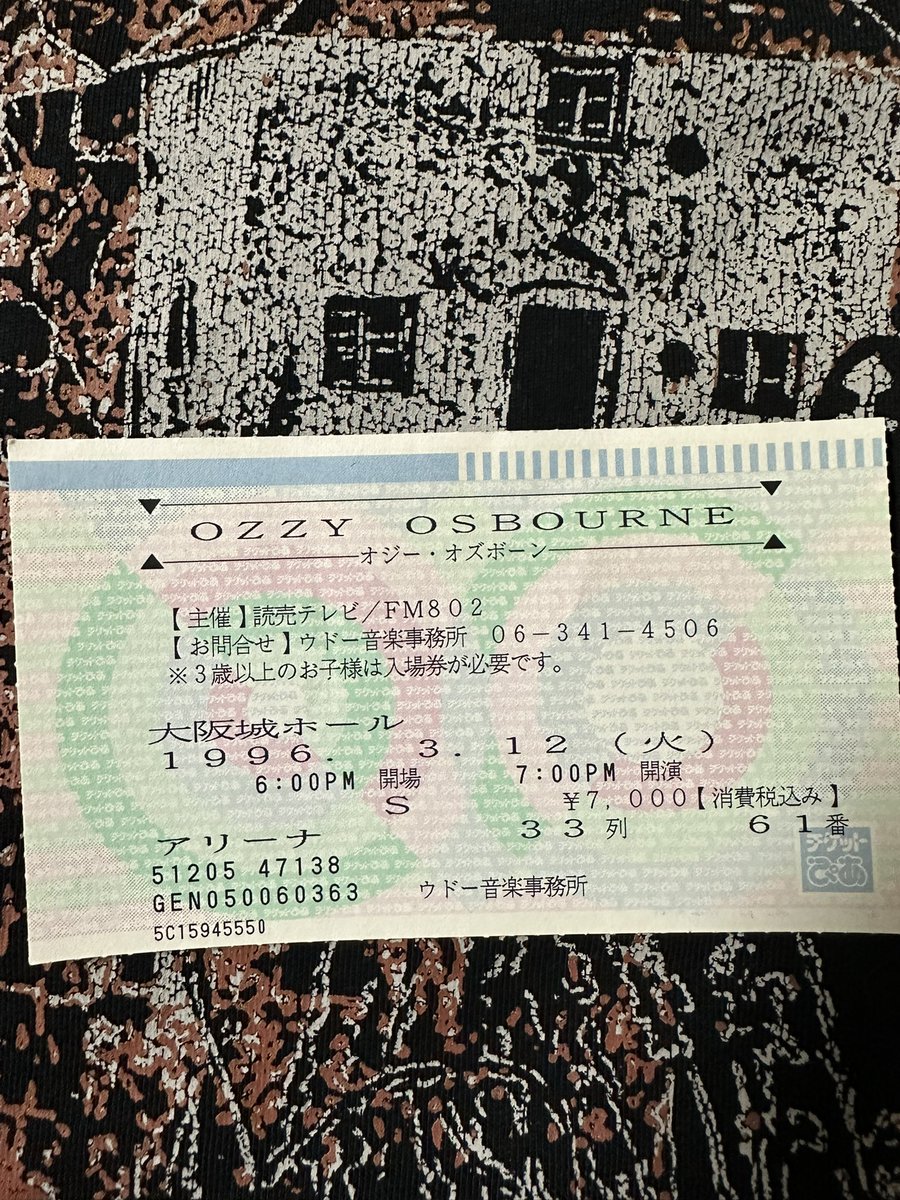 OZZY OSBOURNE
オジー・オズボーン
【主催】読売テレビ/FM802
【お問合せ】ウドー音楽事務所 06-341-4506
※3歳以上のお子様は入場券が必要です。
大阪城ホール
1996. 3. 12 (火)
6:00PM 開場 7:00PM 開演
S ¥7,000【消費税込み】
アリーナ 33列 61番
51205 47138
GEN050060363 ウドー音楽事務所
5C15945550
チケットぴあ